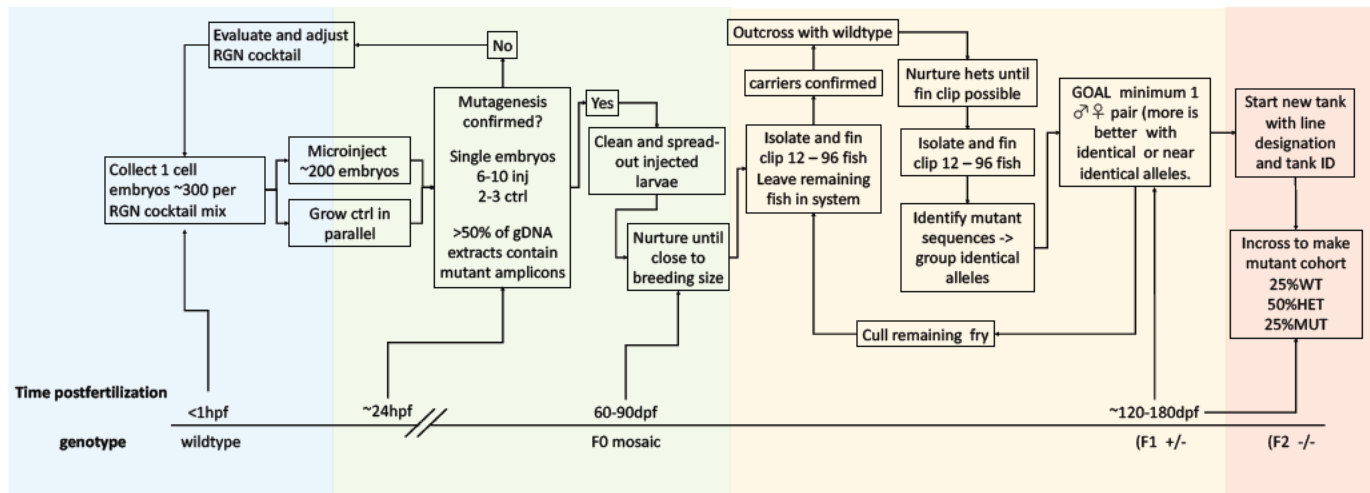 Evaluate and adjust
RGN cocktail
No
Collect 1 cell
embryos ~300 per
RGN cocktail mix
Microinject
~200 embryos
Grow ctrl in
parallel
Mutagenesis
confirmed?
Single embryos
6-10 inj
2-3 ctrl
>50% of gDNA
extracts contain
mutant amplicons
Yes
Clean and spread-
out injected
larvae
Nurture until
close to
breeding size
Outcross with wildtype
carriers confirmed
Isolate and fin
clip 12 – 96 fish
Leave remaining
fish in system
Nurture hets until
fin clip possible
Isolate and fin
clip 12 – 96 fish
Identify mutant
sequences ->
group identical
alleles
GOAL minimum 1
♂♀ pair (more is
better with
identical or near
identical alleles.
Cull remaining fry
Start new tank
with line
designation
and tank ID
Incross to make
mutant cohort
25%WT
50%HET
25%MUT
Time postfertilization
<1hpf
~24hpf
60-90dpf
~120-180dpf
genotype
wildtype
F0 mosaic
(F1 +/-
(F2 -/-